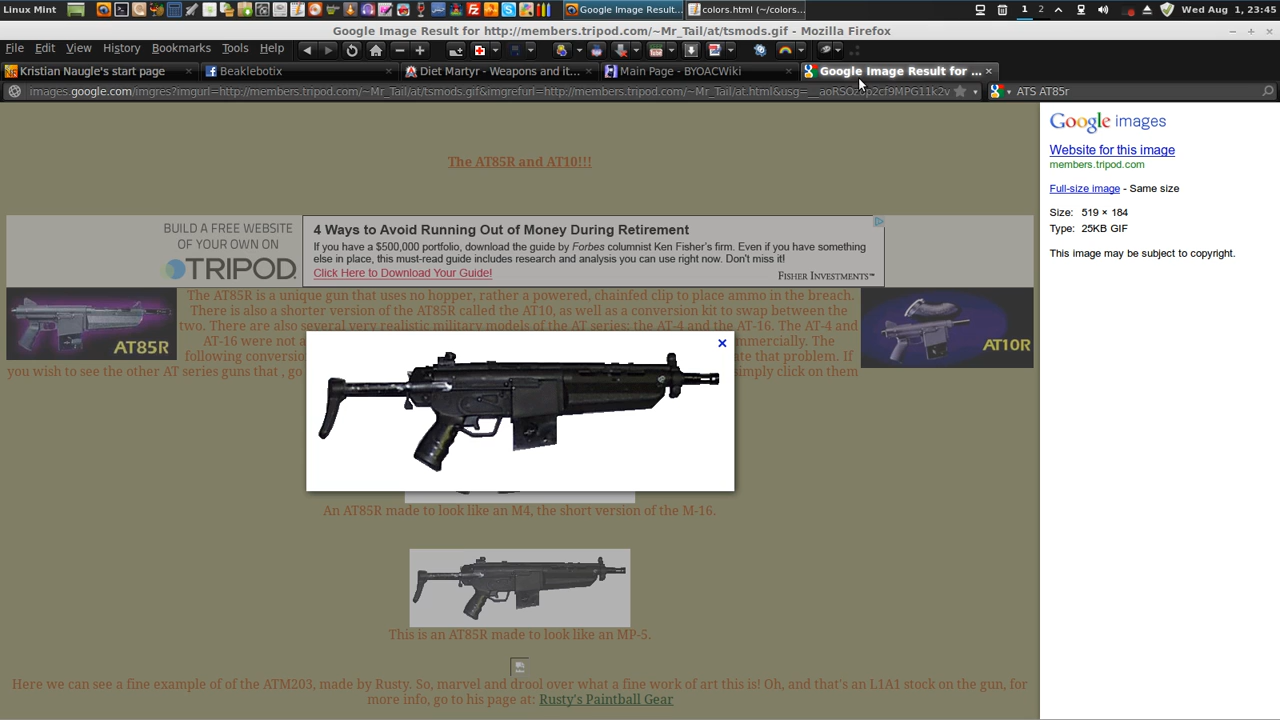 Linux Mint
Google Image Result...
colors.html (~/colors...
1 2
Wed Aug 1, 23:45
Google Image Result for http://members.tripod.com/~Mr_Tail/at/tsmods.gif - Mozilla Firefox
File Edit View History Bookmarks Tools Help
Kristian Naugle's start page
Beaklebotix
Diet Martyr - Weapons and it...
Main Page - BYOACWiki
Google Image Result for ...
images.google.com/imgres?imgurl=http://members.tripod.com/~Mr_Tail/at/tsmods.gif&imgrefurl=http://members.tripod.com/~Mr_Tail/at.html&usg=
ATS AT85r
Google images
Website for this image
members.tripod.com
Full-size image - Same size
Size: 519 × 184
Type: 25KB GIF
This image may be subject to copyright.
The AT85R and AT10!!!
BUILD A FREE WEBSITE
OF YOUR OWN ON
TRIPOD
4 Ways to Avoid Running Out of Money During Retirement
If you have a $500,000 portfolio, download the guide by Forbes columnist Ken Fisher's firm. Even if you have something
else in place, this must-read guide includes research and analysis you can use right now. Don't miss it!
Click Here to Download Your Guide!
FISHER INVESTMENTS™
AT85R
AT10R
The AT85R is a unique gun that uses no hopper, rather a powered, chainfed clip to place ammo in the breach.
There is also a shorter version of the AT85R called the AT10, as well as a conversion kit to swap between the
two. There are also several very realistic military models of the AT series: the AT-4 and the AT-16. The AT-4 and
AT-16 were not a mmercially. The
following conversio ate that problem. If
you wish to see the other AT series guns that , go simply click on them
An AT85R made to look like an M4, the short version of the M-16.
This is an AT85R made to look like an MP-5.
Here we can see a fine example of of the ATM203, made by Rusty. So, marvel and drool over what a fine work of art this is! Oh, and that's an L1A1 stock on the gun, for
more info, go to his page at: Rusty's Paintball Gear